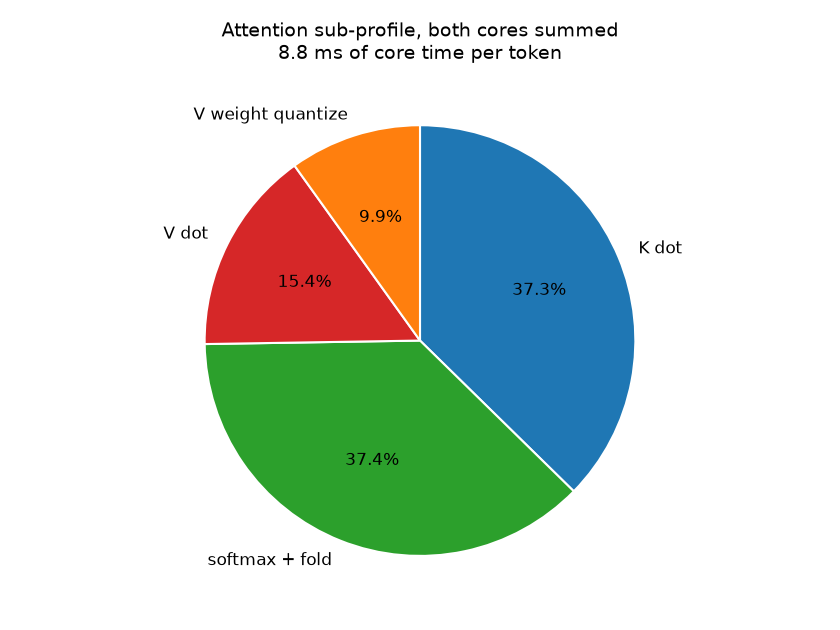 Attention sub-profile, both cores summed
8.8 ms of core time per token
V weight quantize
9.9%
V dot
15.4%
K dot
37.3%
37.4%
softmax + fold